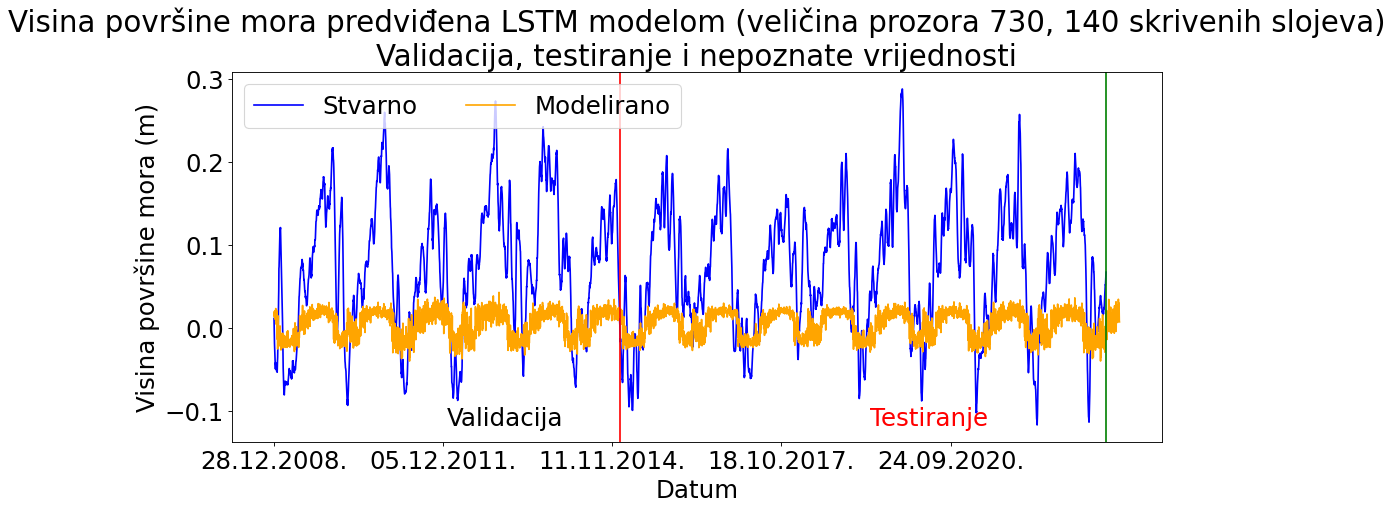 Visina površine mora predviđena LSTM modelom (veličina prozora 730, 140 skrivenih slojeva)
Validacija, testiranje i nepoznate vrijednosti
Stvarno
Modelirano
Visina površine mora (m)
0.3
0.2
0.1
0.0
−0.1
Validacija
Testiranje
28.12.2008.
05.12.2011.
11.11.2014.
18.10.2017.
24.09.2020.
Datum